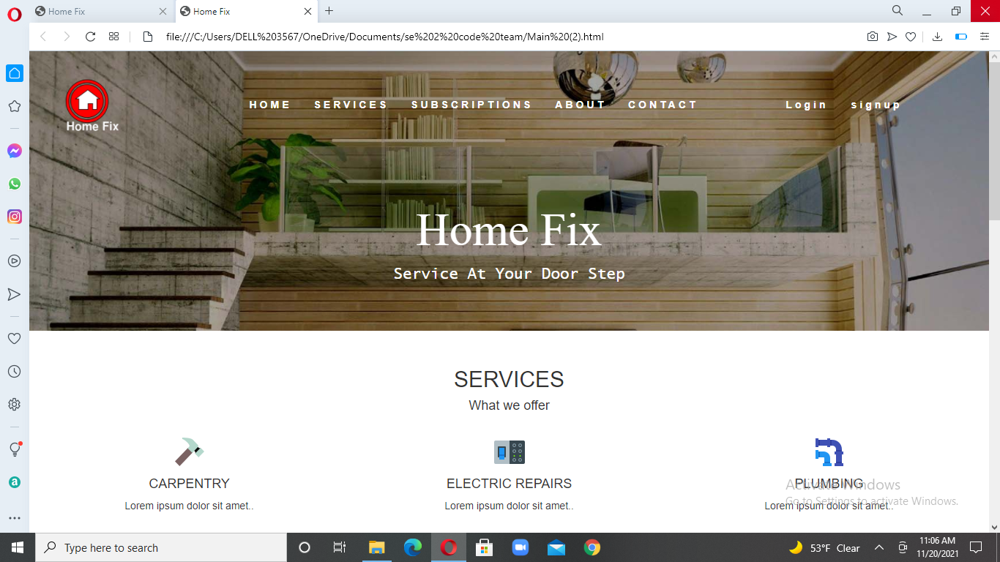 Home Fix
Home Fix
file:///C:/Users/DELL%203567/OneDrive/Documents/se%202%20code%20team/Main%20(2).html
Home Fix
HOME SERVICES SUBSCRIPTIONS ABOUT CONTACT Login signup
Home Fix
Service At Your Door Step
SERVICES
What we offer
CARPENTRY
Lorem ipsum dolor sit amet..
ELECTRIC REPAIRS
Lorem ipsum dolor sit amet..
PLUMBING
Lorem ipsum dolor sit amet..
Activate Windows
Go to Settings to activate Windows.
a
Type here to search
53°F Clear
11:06 AM
11/20/2021